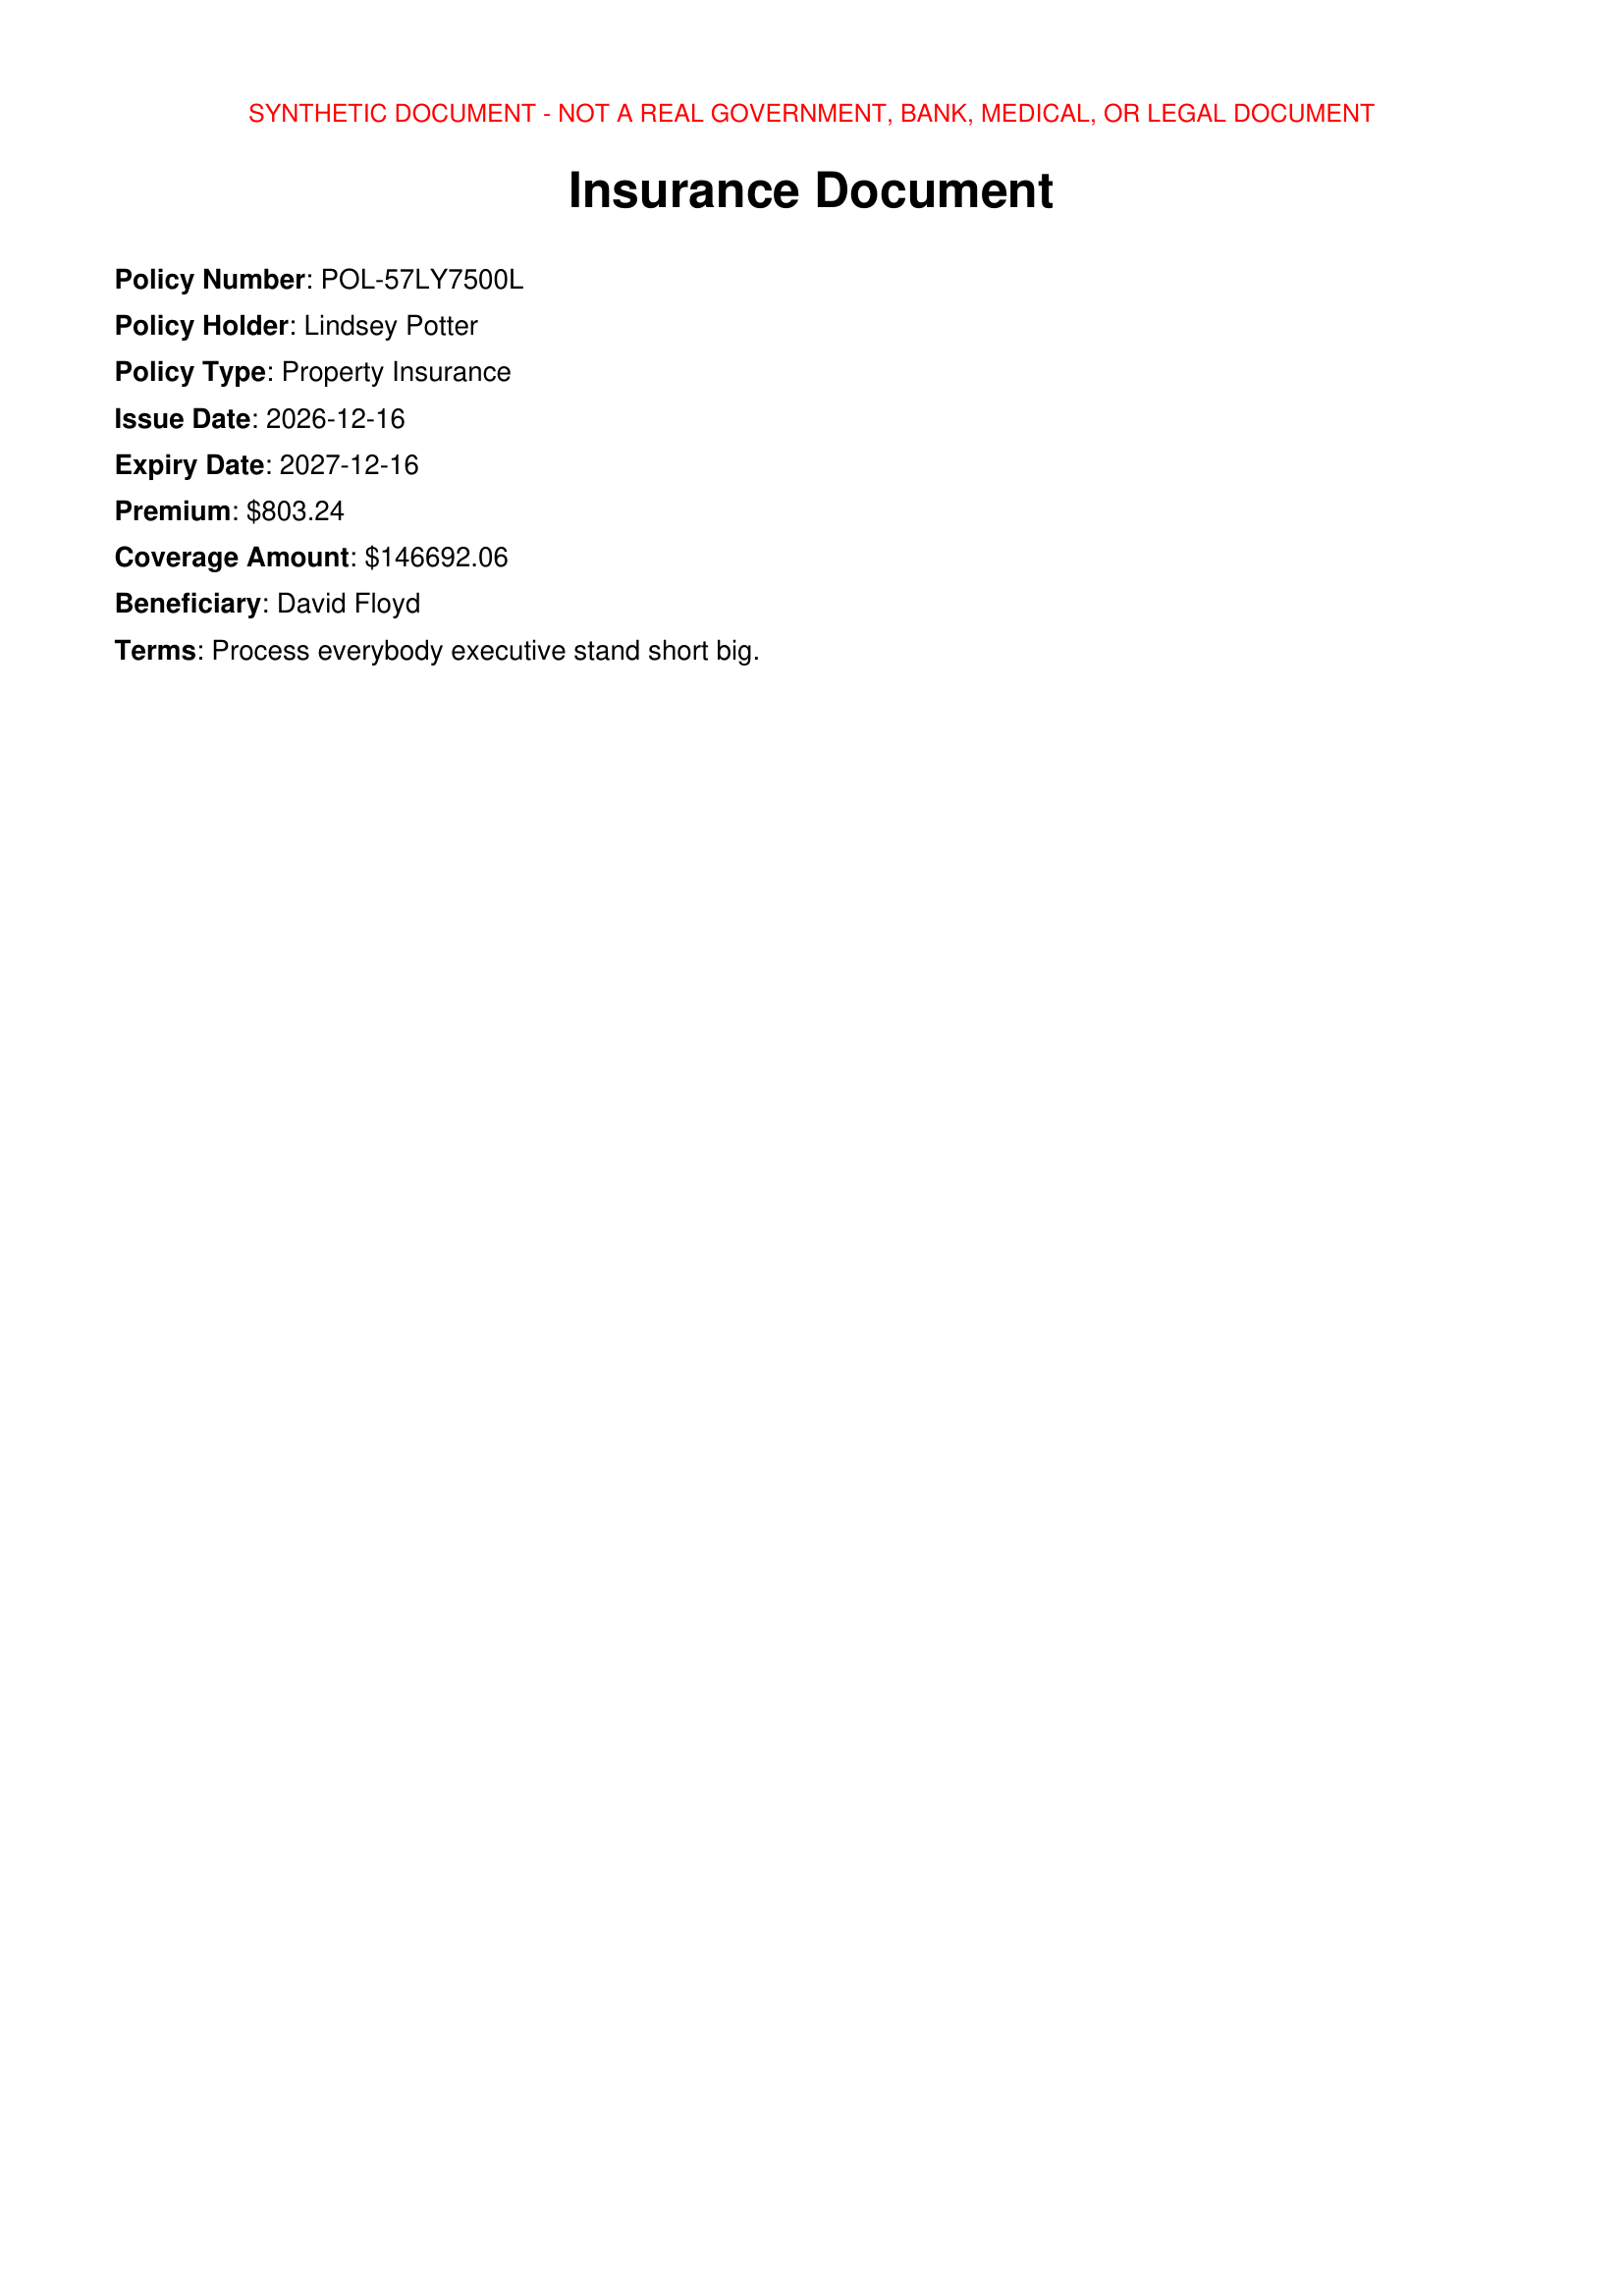 SYNTHETIC DOCUMENT - NOT A REAL GOVERNMENT, BANK, MEDICAL, OR LEGAL DOCUMENT
Insurance Document
Policy Number: POL-57LY7500L
Policy Holder: Lindsey Potter
Policy Type: Property Insurance
Issue Date: 2026-12-16
Expiry Date: 2027-12-16
Premium: $803.24
Coverage Amount: $146692.06
Beneficiary: David Floyd
Terms: Process everybody executive stand short big.